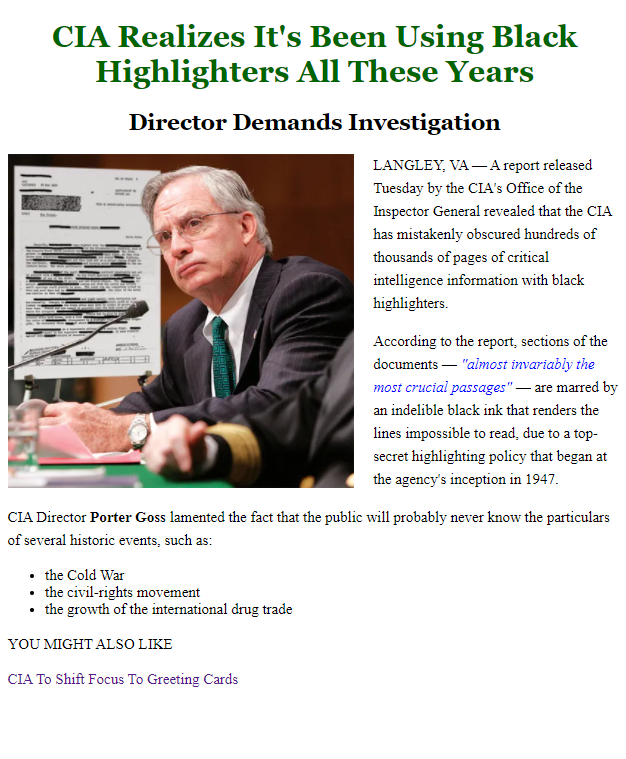 CIA Realizes It's Been Using Black
Highlighters All These Years
Director Demands Investigation
LANGLEY, VA — A report released
Tuesday by the CIA's Office of the
Inspector General revealed that the CIA
has mistakenly obscured hundreds of
thousands of pages of critical
intelligence information with black
highlighters.
According to the report, sections of the
documents — "almost invariably the
most crucial passages" — are marred by
an indelible black ink that renders the
lines impossible to read, due to a top-
secret highlighting policy that began at
the agency's inception in 1947.
CIA Director Porter Goss lamented the fact that the public will probably never know the particulars
of several historic events, such as:
• the Cold War
• the civil-rights movement
• the growth of the international drug trade
YOU MIGHT ALSO LIKE
CIA To Shift Focus To Greeting Cards